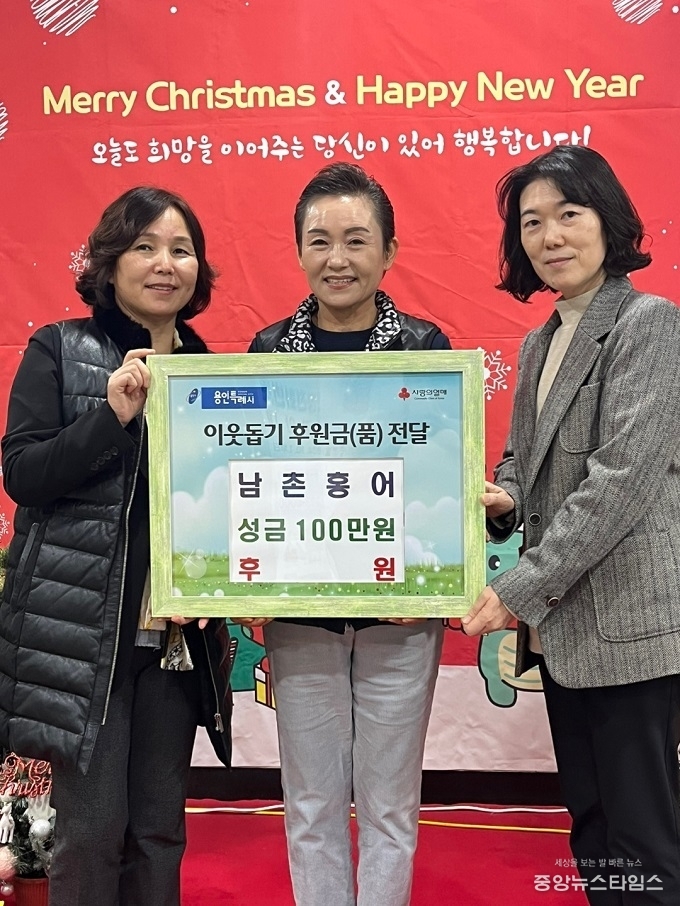 Merry Christmas & Happy New Year
오늘도 희망을 이어주는 당신이 있어 행복합니다!
용인특례시
사랑의열매
이웃돕기 후원금(품) 전달
남촌홍어
성금 100만원
후 원
세상을 보는 발 빠른 뉴스
중앙뉴스타임스